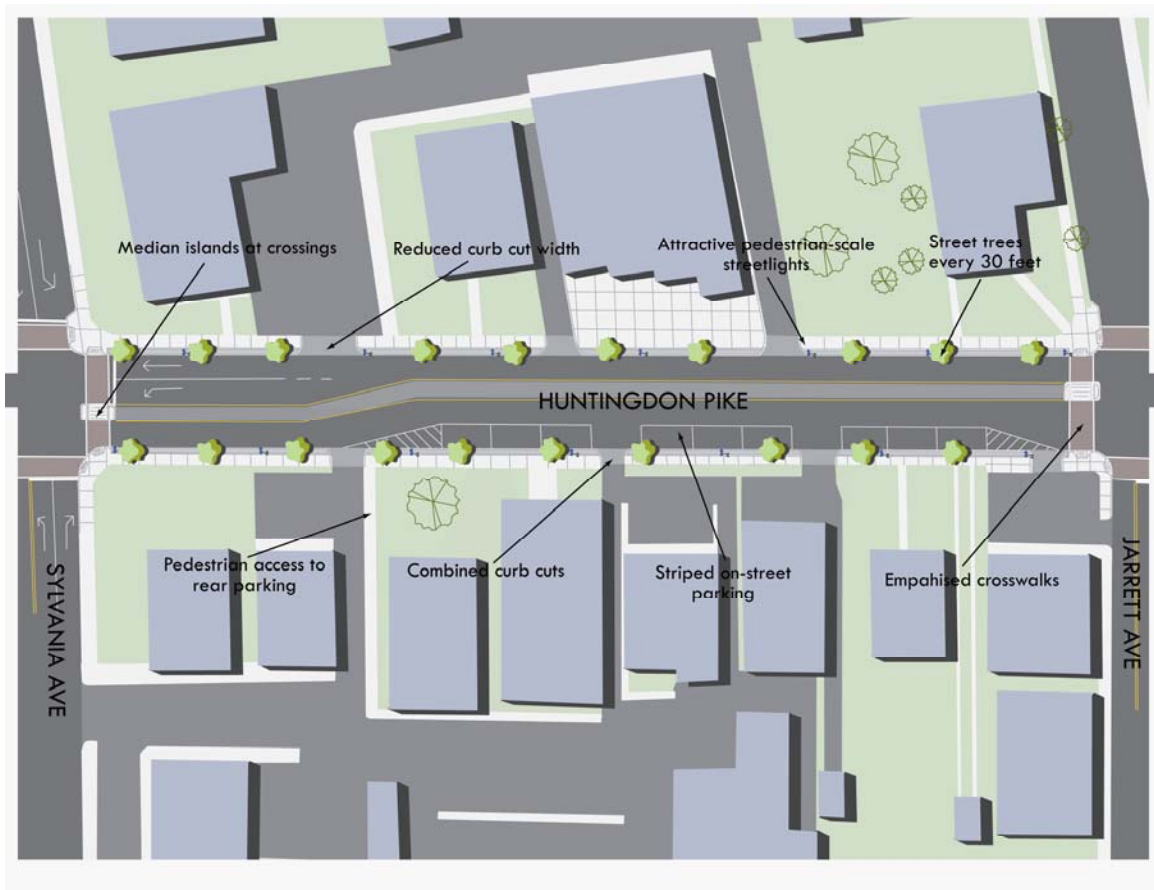 Median islands at crossings
Reduced curb cut width
Attractive pedestrian-scale
streetlights
Street trees
every 30 feet
HUNTINGDON PIKE
Pedestrian access to
rear parking
Combined curb cuts
Striped on-street
parking
Empahised crosswalks
SYLVANIA AVE
JARRETT AVE